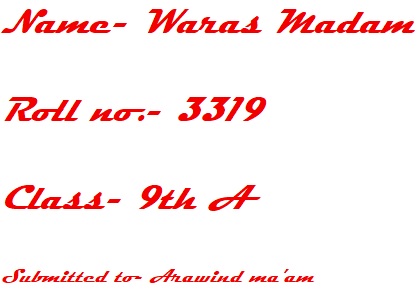 Name- Waras Madam
Roll no.- 3319
Class- 9th A
Submitted to- Arawind ma'am